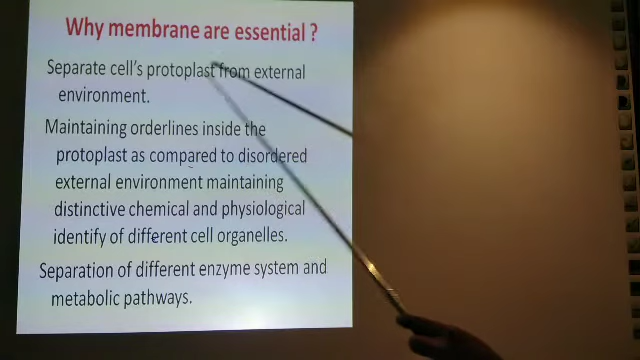 Why membrane are essential ?
Separate cell's protoplast from external
environment.
Maintaining orderlines inside the
protoplast as compared to disordered
external environment maintaining
distinctive chemical and physiological
identify of different cell organelles.
Separation of different enzyme system and
metabolic pathways.